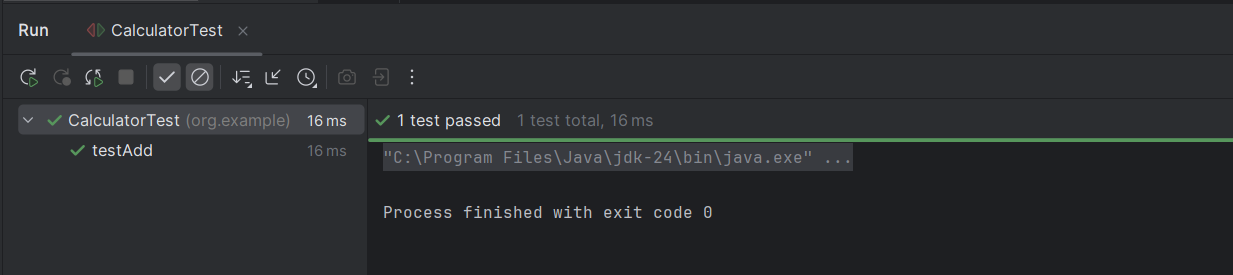 Run CalculatorTest
CalculatorTest (org.example) 16 ms
testAdd 16 ms
1 test passed 1 test total, 16 ms
"C:\Program Files\Java\jdk-24\bin\java.exe" ...
Process finished with exit code 0